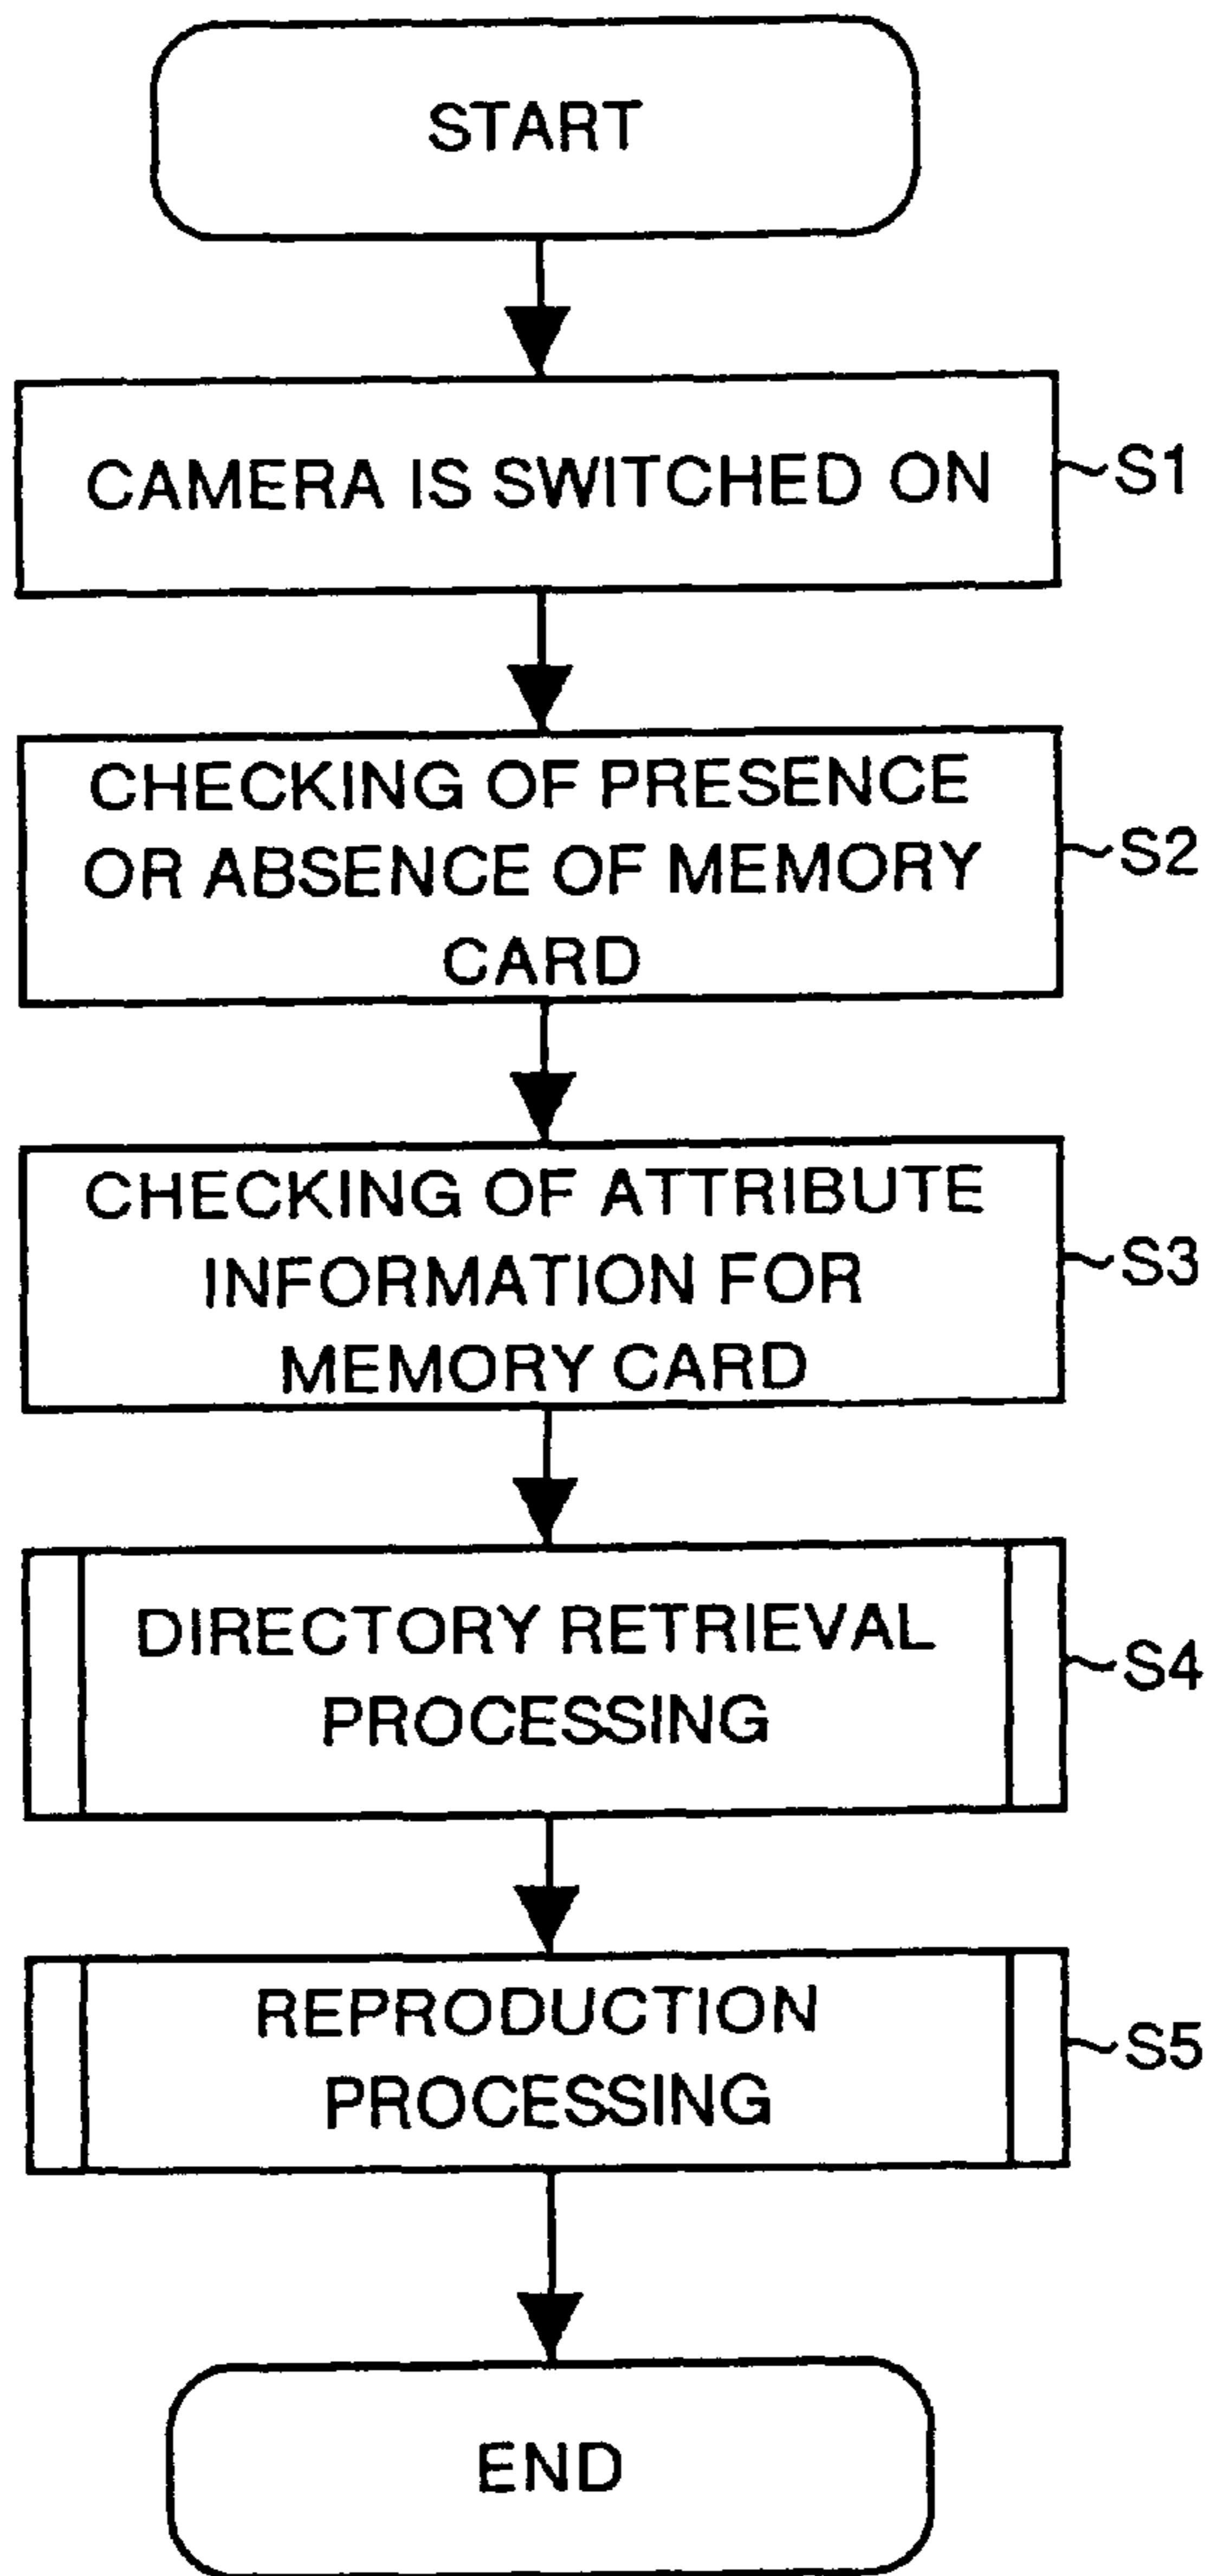 START
CAMERA IS SWITCHED ON
S1
CHECKING OF PRESENCE
OR ABSENCE OF MEMORY
CARD
S2
CHECKING OF ATTRIBUTE
INFORMATION FOR
MEMORY CARD
S3
DIRECTORY RETRIEVAL
PROCESSING
S4
REPRODUCTION
PROCESSING
S5
END